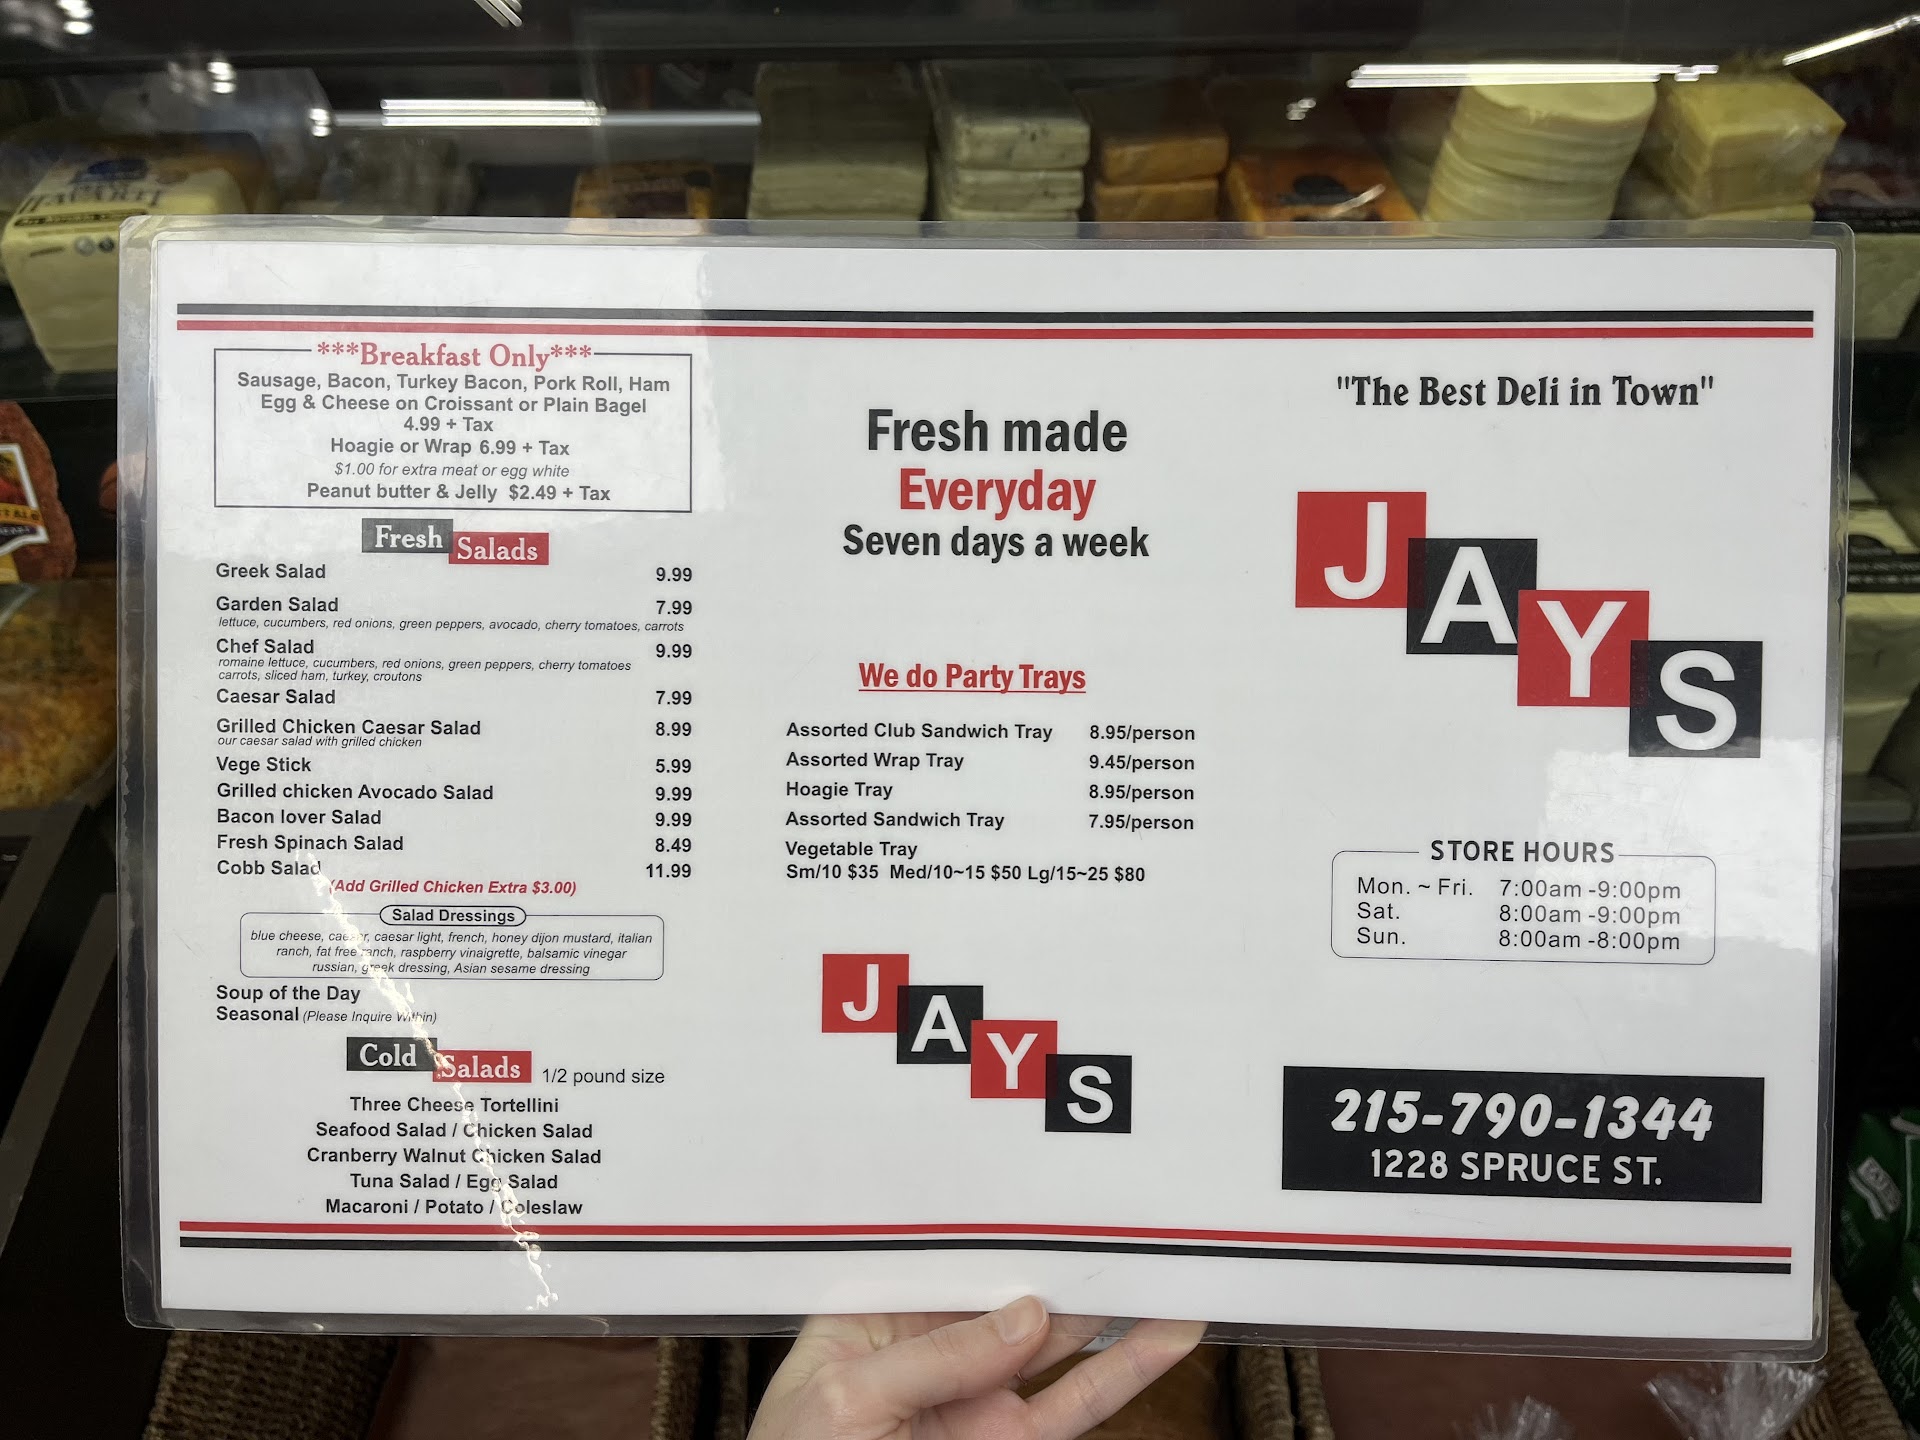 ***Breakfast Only***
Sausage, Bacon, Turkey Bacon, Pork Roll, Ham
Egg & Cheese on Croissant or Plain Bagel
4.99 + Tax
Hoagie or Wrap 6.99 + Tax
$1.00 for extra meat or egg white
Peanut butter & Jelly $2.49 + Tax
Fresh Salads
Greek Salad 9.99
Garden Salad 7.99
lettuce, cucumbers, red onions, green peppers, avocado, cherry tomatoes, carrots
Chef Salad 9.99
romaine lettuce, cucumbers, red onions, green peppers, cherry tomatoes
carrots, sliced ham, turkey, croutons
Caesar Salad 7.99
Grilled Chicken Caesar Salad 8.99
our caesar salad with grilled chicken
Vege Stick 5.99
Grilled chicken Avocado Salad 9.99
Bacon lover Salad 9.99
Fresh Spinach Salad 8.49
Cobb Salad 11.99
(Add Grilled Chicken Extra $3.00)
Salad Dressings
blue cheese, caesar, caesar light, french, honey dijon mustard, italian
ranch, fat free ranch, raspberry vinaigrette, balsamic vinegar
russian, greek dressing, Asian sesame dressing
Soup of the Day
Seasonal (Please Inquire Within)
Cold Salads 1/2 pound size
Three Cheese Tortellini
Seafood Salad / Chicken Salad
Cranberry Walnut Chicken Salad
Tuna Salad / Egg Salad
Macaroni / Potato / Coleslaw
Fresh made
Everyday
Seven days a week
We do Party Trays
Assorted Club Sandwich Tray 8.95/person
Assorted Wrap Tray 9.45/person
Hoagie Tray 8.95/person
Assorted Sandwich Tray 7.95/person
Vegetable Tray
Sm/10 $35 Med/10~15 $50 Lg/15~25 $80
JAYS
"The Best Deli in Town"
JAYS
STORE HOURS
Mon. ~ Fri. 7:00am -9:00pm
Sat. 8:00am -9:00pm
Sun. 8:00am -8:00pm
215-790-1344
1228 SPRUCE ST.